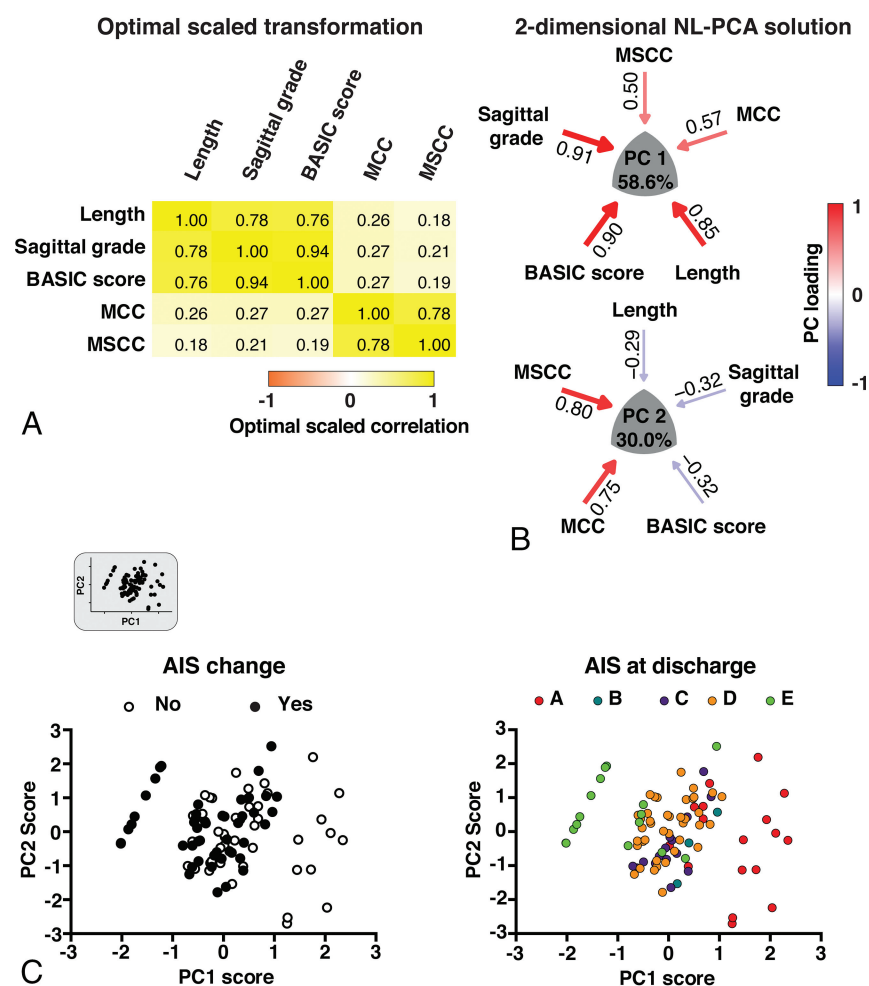 Optimal scaled transformation
Length
Sagittal grade
BASIC score
MCC
MSCC
Length 1.00 0.78 0.76 0.26 0.18
Sagittal grade 0.78 1.00 0.94 0.27 0.21
BASIC score 0.76 0.94 1.00 0.27 0.19
MCC 0.26 0.27 0.27 1.00 0.78
MSCC 0.18 0.21 0.19 0.78 1.00
-1 0 1
Optimal scaled correlation
A
2-dimensional NL-PCA solution
MSCC
0.50
Sagittal
grade
0.91
MCC
0.57
PC 1
58.6%
0.90
0.85
BASIC score
Length
Length
−0.29
MSCC
0.80
−0.32
Sagittal
grade
PC 2
30.0%
0.75
−0.32
MCC
BASIC score
B
1
0
-1
PC loading
PC2
PC1
AIS change
No Yes
3
2
1
0
-1
-2
-3
PC2 Score
-3 -2 -1 0 1 2 3
PC1 score
C
AIS at discharge
A B C D E
3
2
1
0
-1
-2
-3
PC2 Score
-3 -2 -1 0 1 2 3
PC1 score